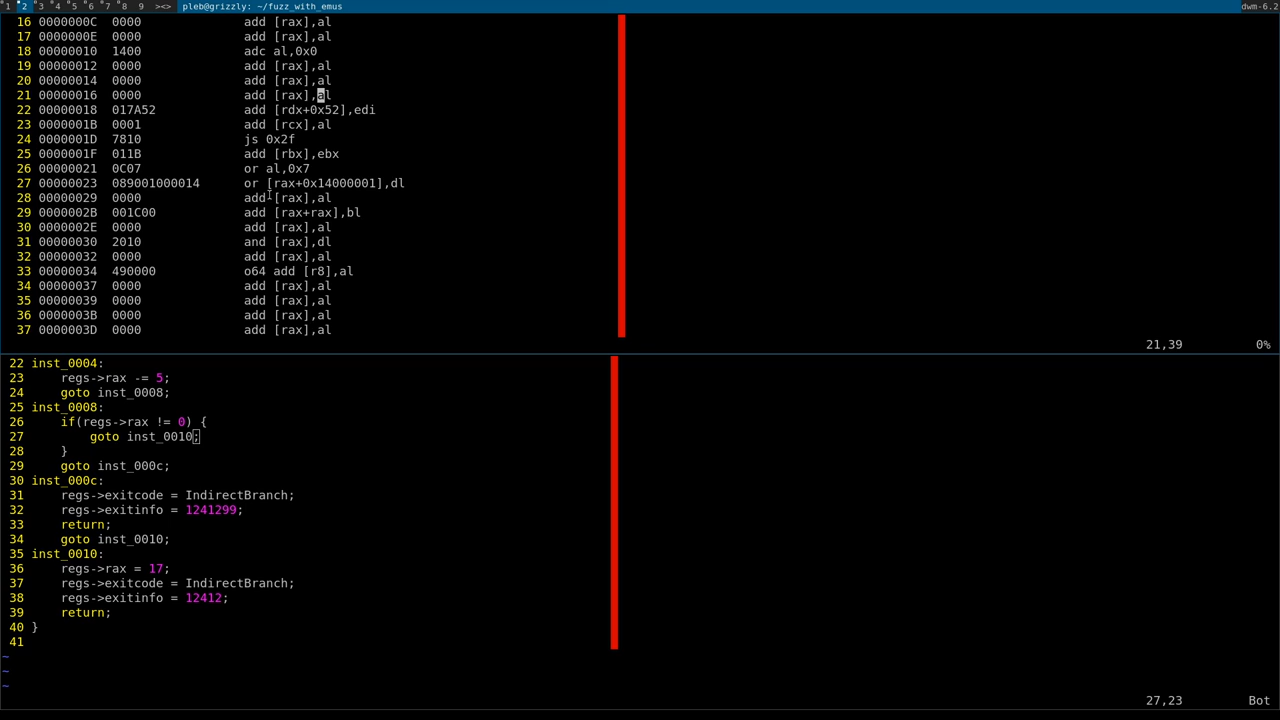 1 2 3 4 5 6 7 8 9 ><> pleb@grizzly: ~/fuzz_with_emus dwm-6.2
16 0000000C 0000 add [rax],al
17 0000000E 0000 add [rax],al
18 00000010 1400 adc al,0x0
19 00000012 0000 add [rax],al
20 00000014 0000 add [rax],al
21 00000016 0000 add [rax],al
22 00000018 017A52 add [rdx+0x52],edi
23 0000001B 0001 add [rcx],al
24 0000001D 7810 js 0x2f
25 0000001F 011B add [rbx],ebx
26 00000021 0C07 or al,0x7
27 00000023 089001000014 or [rax+0x14000001],dl
28 00000029 0000 add [rax],al
29 0000002B 001C00 add [rax+rax],bl
30 0000002E 0000 add [rax],al
31 00000030 2010 and [rax],dl
32 00000032 0000 add [rax],al
33 00000034 490000 o64 add [r8],al
34 00000037 0000 add [rax],al
35 00000039 0000 add [rax],al
36 0000003B 0000 add [rax],al
37 0000003D 0000 add [rax],al
21,39 0%
22 inst_0004:
23 regs->rax -= 5;
24 goto inst_0008;
25 inst_0008:
26 if(regs->rax != 0) {
27 goto inst_0010;
28 }
29 goto inst_000c;
30 inst_000c:
31 regs->exitcode = IndirectBranch;
32 regs->exitinfo = 1241299;
33 return;
34 goto inst_0010;
35 inst_0010:
36 regs->rax = 17;
37 regs->exitcode = IndirectBranch;
38 regs->exitinfo = 12412;
39 return;
40 }
41
~
~
~
27,23 Bot